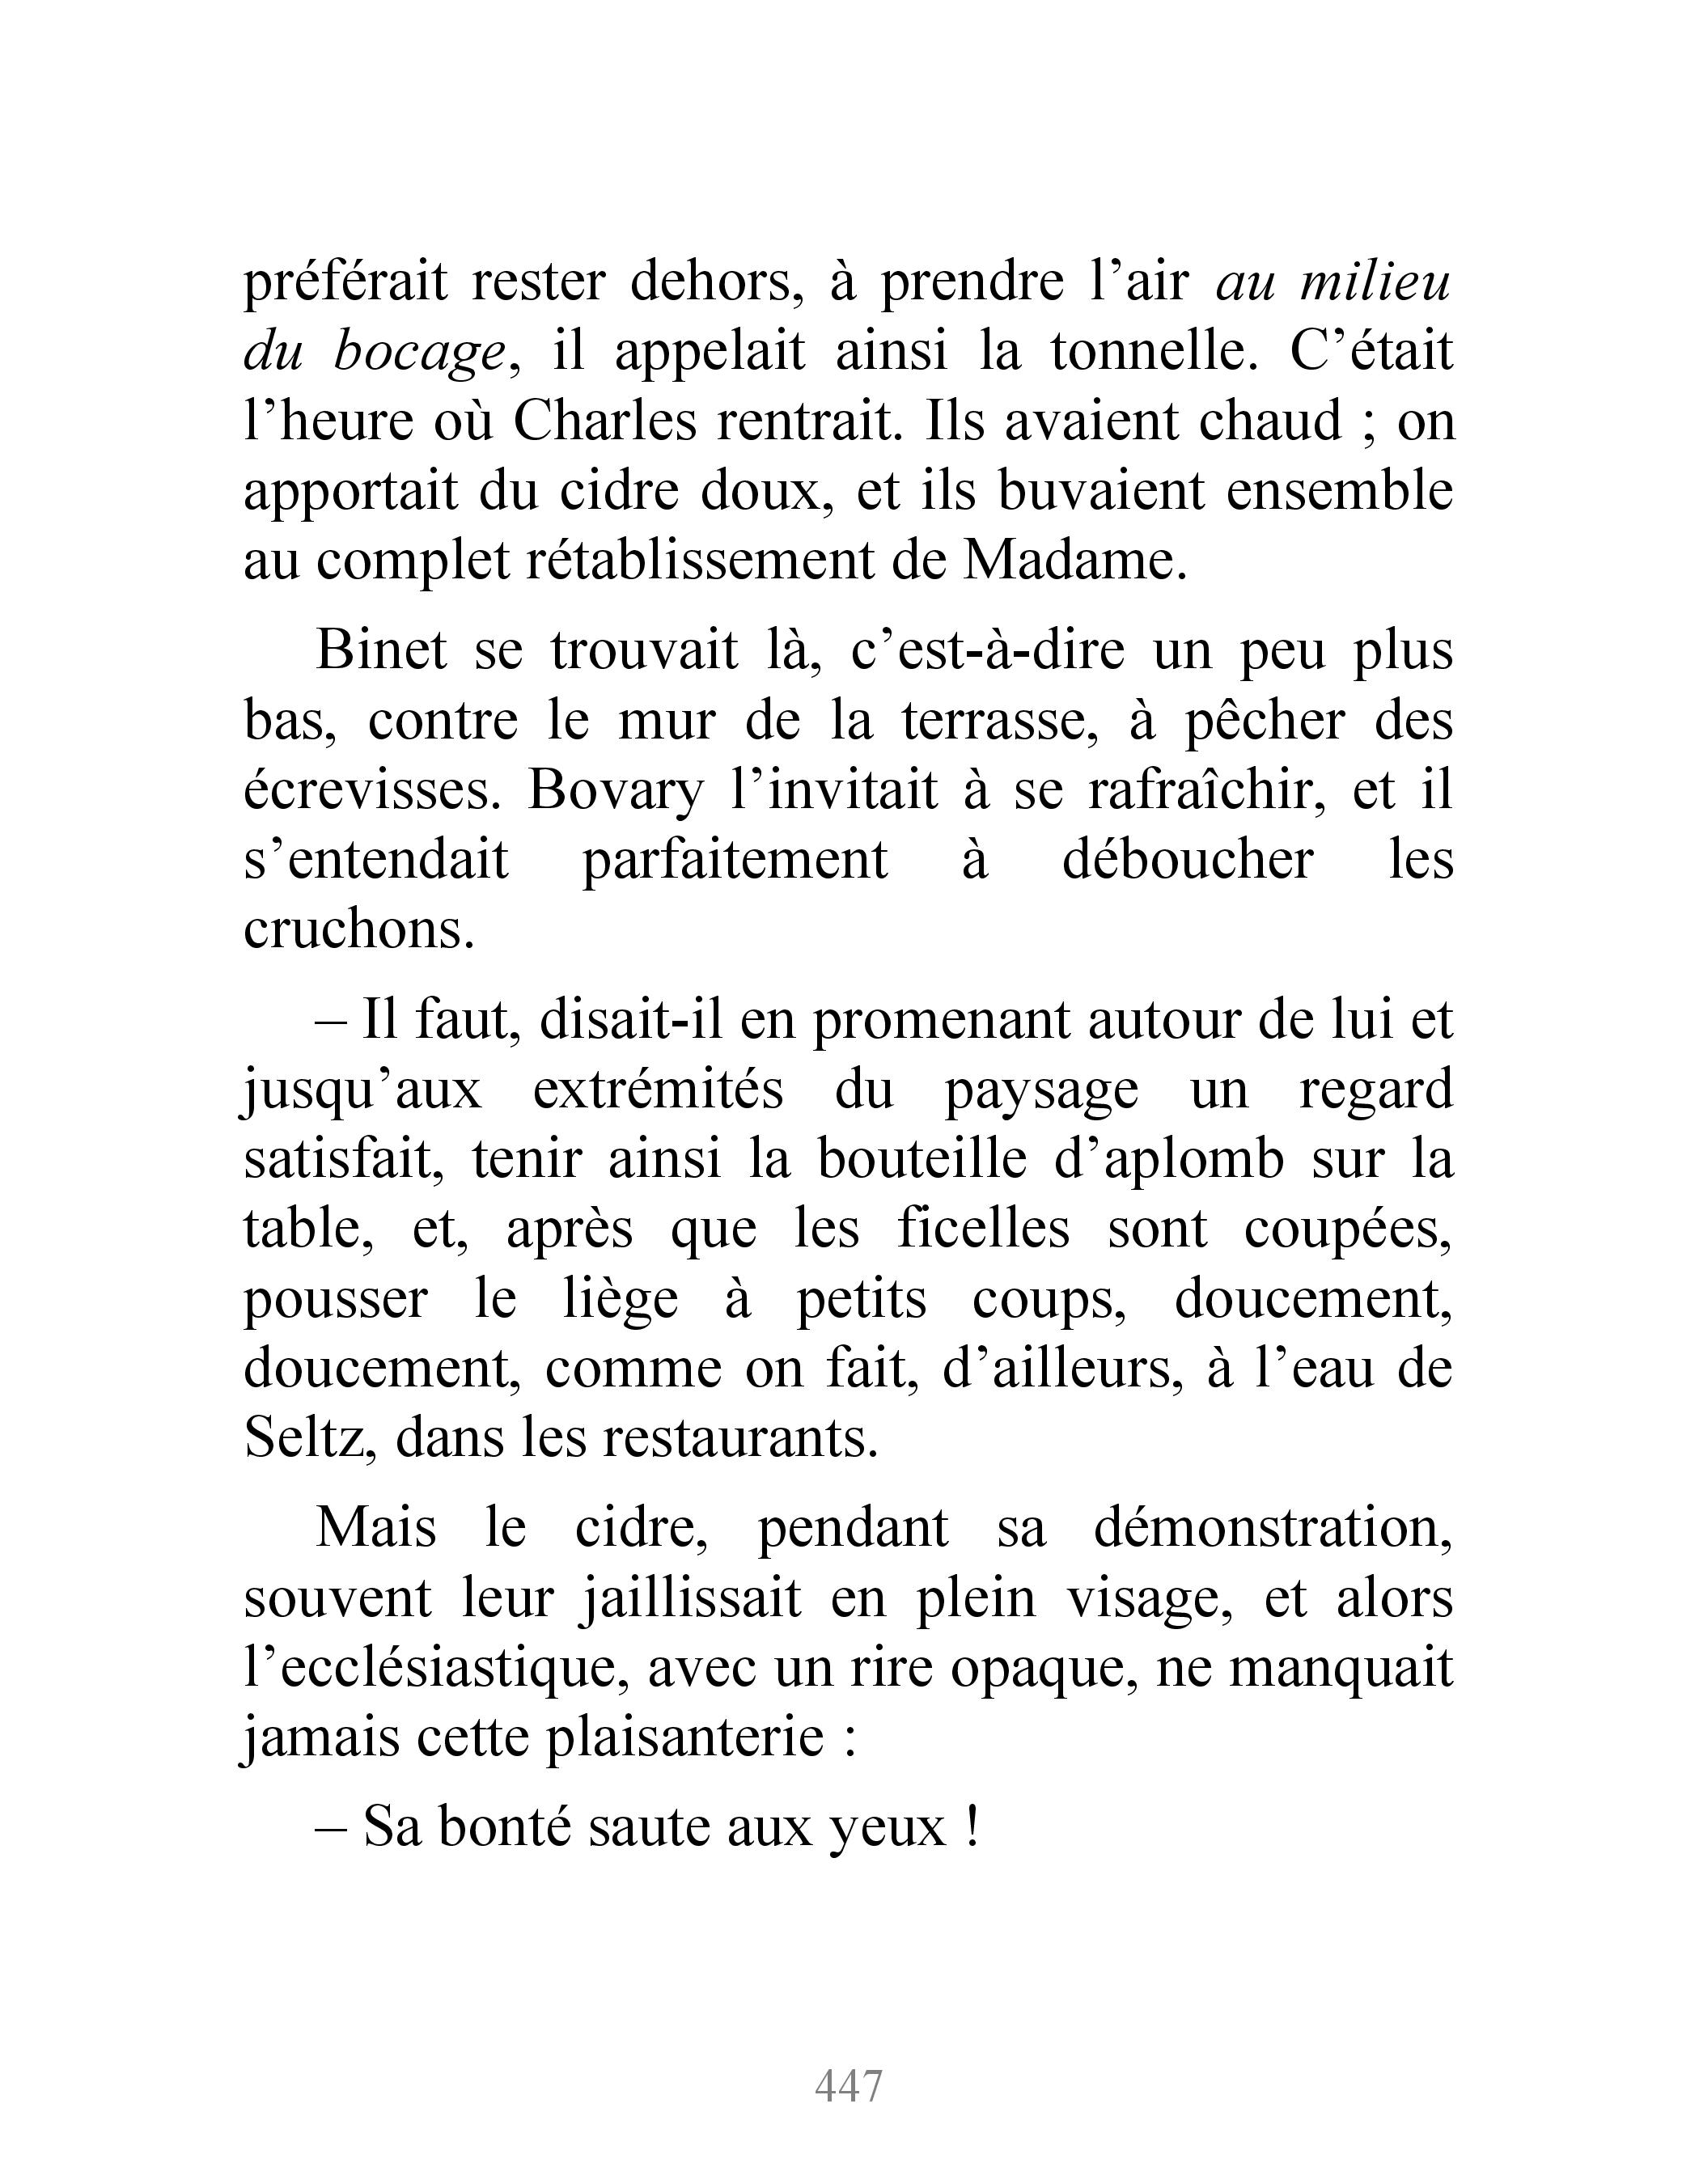 préférait rester dehors, à prendre l’air au milieu
du bocage, il appelait ainsi la tonnelle. C’était
l’heure où Charles rentrait. Ils avaient chaud ; on
apportait du cidre doux, et ils buvaient ensemble
au complet rétablissement de Madame.
Binet se trouvait là, c’est-à-dire un peu plus
bas, contre le mur de la terrasse, à pêcher des
écrevisses. Bovary l’invitait à se rafraîchir, et il
s’entendait parfaitement à déboucher les
cruchons.
– Il faut, disait-il en promenant autour de lui et
jusqu’aux extrémités du paysage un regard
satisfait, tenir ainsi la bouteille d’aplomb sur la
table, et, après que les ficelles sont coupées,
pousser le liège à petits coups, doucement,
doucement, comme on fait, d’ailleurs, à l’eau de
Seltz, dans les restaurants.
Mais le cidre, pendant sa démonstration,
souvent leur jaillissait en plein visage, et alors
l’ecclésiastique, avec un rire opaque, ne manquait
jamais cette plaisanterie :
– Sa bonté saute aux yeux !
447